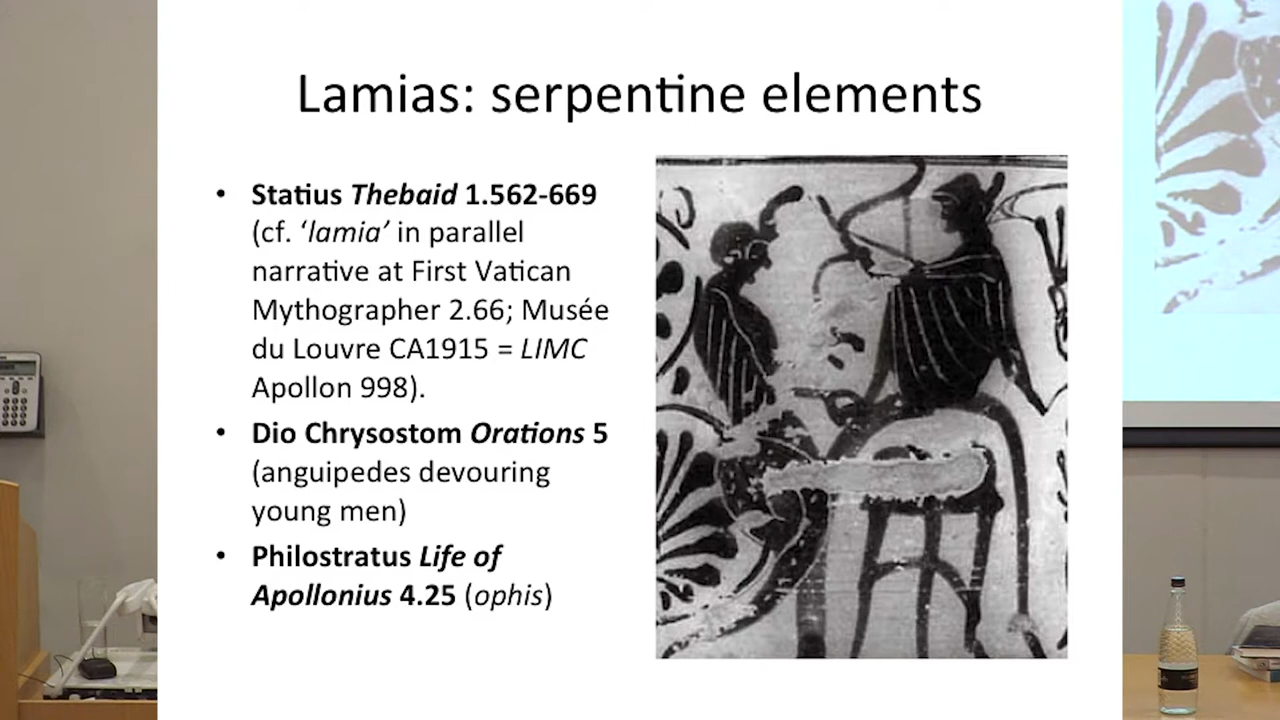 Lamias: serpentine elements
• Statius Thebaid 1.562-669
(cf. ‘lamia’ in parallel
narrative at First Vatican
Mythographer 2.66; Musée
du Louvre CA1915 = LIMC
Apollon 998).
• Dio Chrysostom Orations 5
(anguipedes devouring
young men)
• Philostratus Life of
Apollonius 4.25 (ophis)